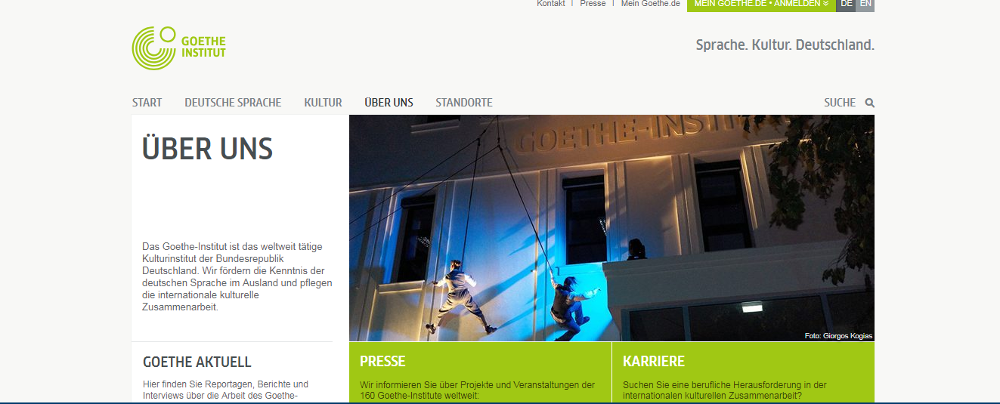 Kontakt | Presse | Mein Goethe.de MEIN GOETHE.DE • ANMELDEN DE EN
GOETHE
INSTITUT
Sprache. Kultur. Deutschland.
START DEUTSCHE SPRACHE KULTUR ÜBER UNS STANDORTE SUCHE
ÜBER UNS
GOETHE-INSTI
Das Goethe-Institut ist das weltweit tätige
Kulturinstitut der Bundesrepublik
Deutschland. Wir fördern die Kenntnis der
deutschen Sprache im Ausland und pflegen
die internationale kulturelle
Zusammenarbeit.
Foto: Giorgos Kogias
GOETHE AKTUELL
Hier finden Sie Reportagen, Berichte und
Interviews über die Arbeit des Goethe-
PRESSE
Wir informieren Sie über Projekte und Veranstaltungen der
160 Goethe-Institute weltweit:
KARRIERE
Suchen Sie eine berufliche Herausforderung in der
internationalen kulturellen Zusammenarbeit?